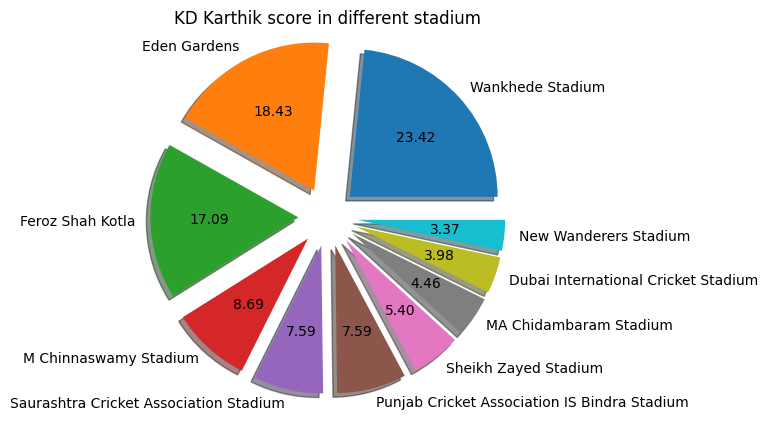 KD Karthik score in different stadium
Eden Gardens
Wankhede Stadium
18.43
23.42
Feroz Shah Kotla
17.09
3.37
New Wanderers Stadium
3.98
Dubai International Cricket Stadium
4.46
MA Chidambaram Stadium
8.69
5.40
7.59
7.59
M Chinnaswamy Stadium
Sheikh Zayed Stadium
Saurashtra Cricket Association Stadium
Punjab Cricket Association IS Bindra Stadium